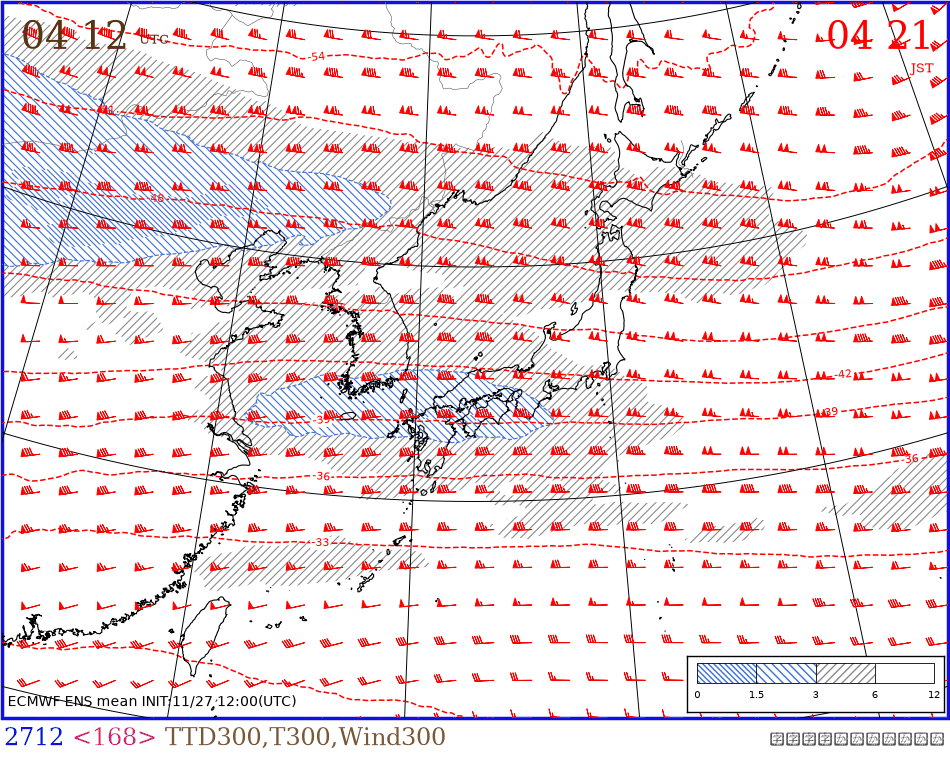 04 12 UTC
04 21
JST
-54
-48
-42
-39
-39
-36
-36
-33
0 1.5 3 6 12
ECMWF ENS mean INIT:11/27,12:00(UTC)
2712 <168> TTD300,T300,Wind300